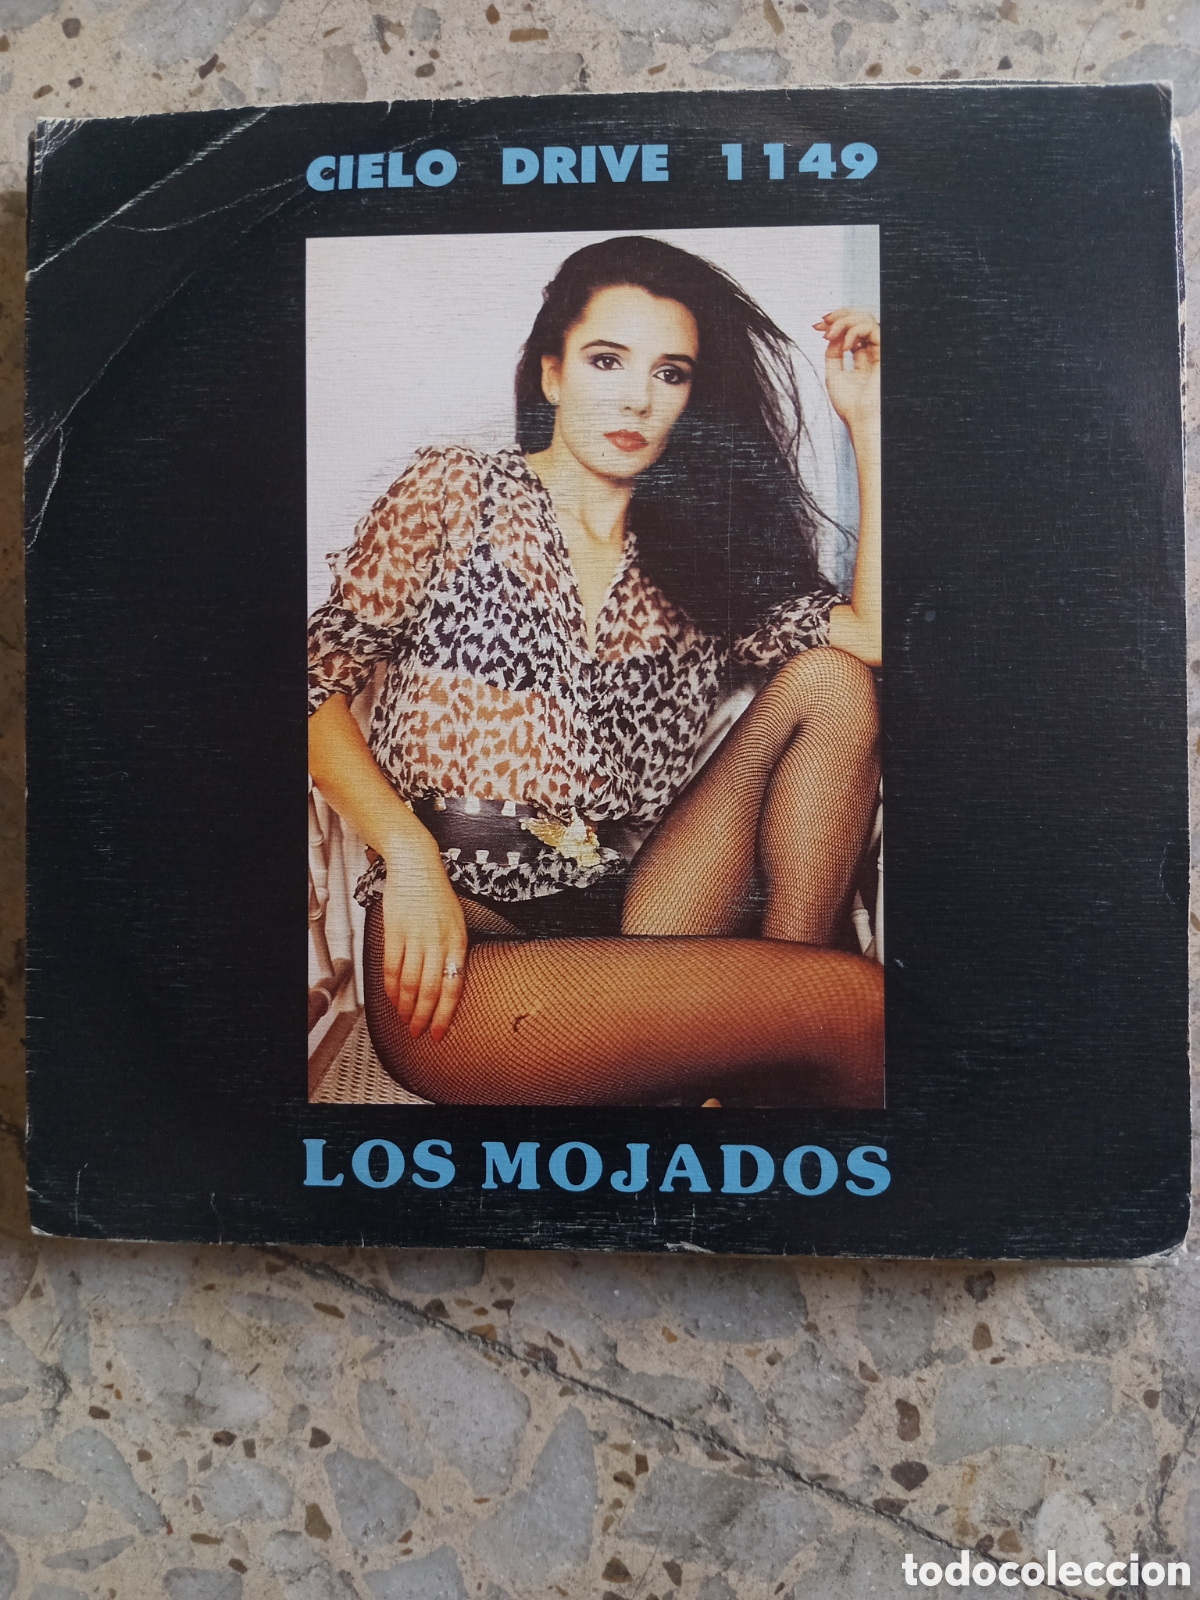 CIELO DRIVE 1149
LOS MOJADOS
todocoleccion